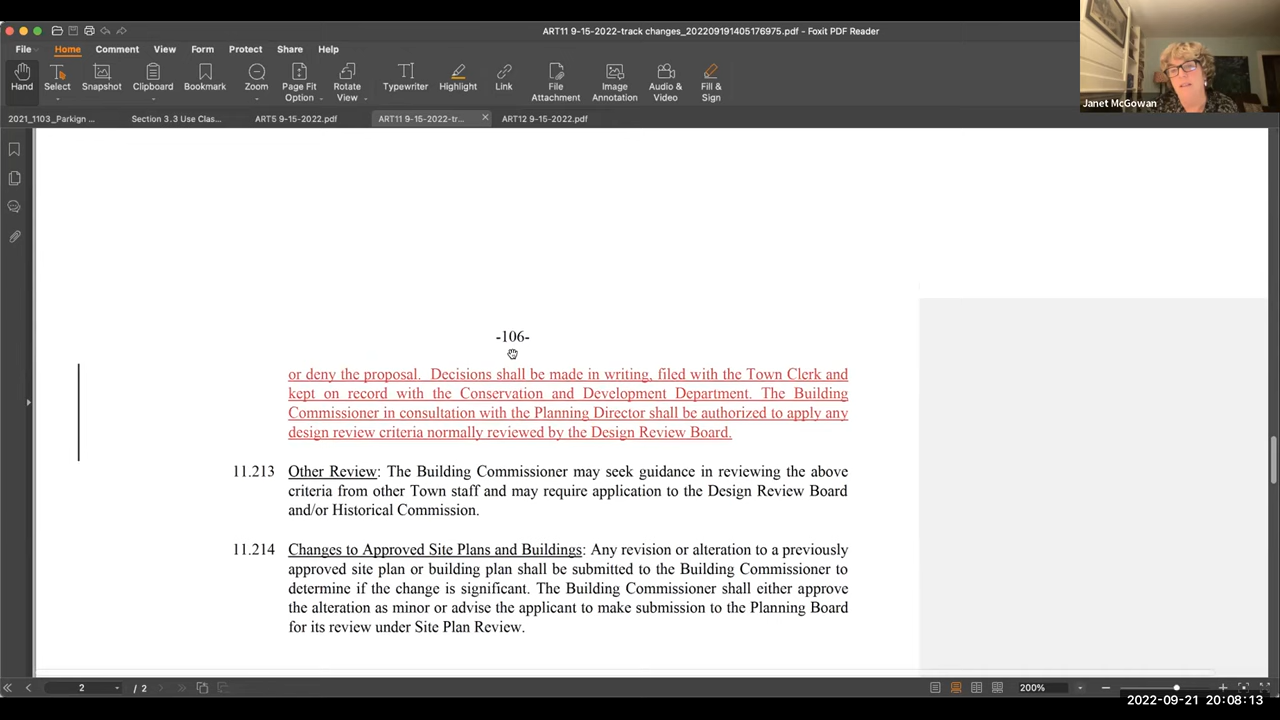 ART11 9-15-2022-track changes_202209191405176975.pdf - Foxit PDF Reader
File Home Comment View Form Protect Share Help
Hand Select Snapshot Clipboard Bookmark Zoom Page Fit Option Rotate View Typewriter Highlight Link File Attachment Image Annotation Audio & Video Fill & Sign
Janet McGowan
2021_1103_Parkign ... Section 3.3 Use Clas... ART5 9-15-2022.pdf ART11 9-15-2022-tr... ART12 9-15-2022.pdf
-106-
or deny the proposal. Decisions shall be made in writing, filed with the Town Clerk and
kept on record with the Conservation and Development Department. The Building
Commissioner in consultation with the Planning Director shall be authorized to apply any
design review criteria normally reviewed by the Design Review Board.
11.213 Other Review: The Building Commissioner may seek guidance in reviewing the above
criteria from other Town staff and may require application to the Design Review Board
and/or Historical Commission.
11.214 Changes to Approved Site Plans and Buildings: Any revision or alteration to a previously
approved site plan or building plan shall be submitted to the Building Commissioner to
determine if the change is significant. The Building Commissioner shall either approve
the alteration as minor or advise the applicant to make submission to the Planning Board
for its review under Site Plan Review.
2 / 2 200%
2022-09-21 20:08:13